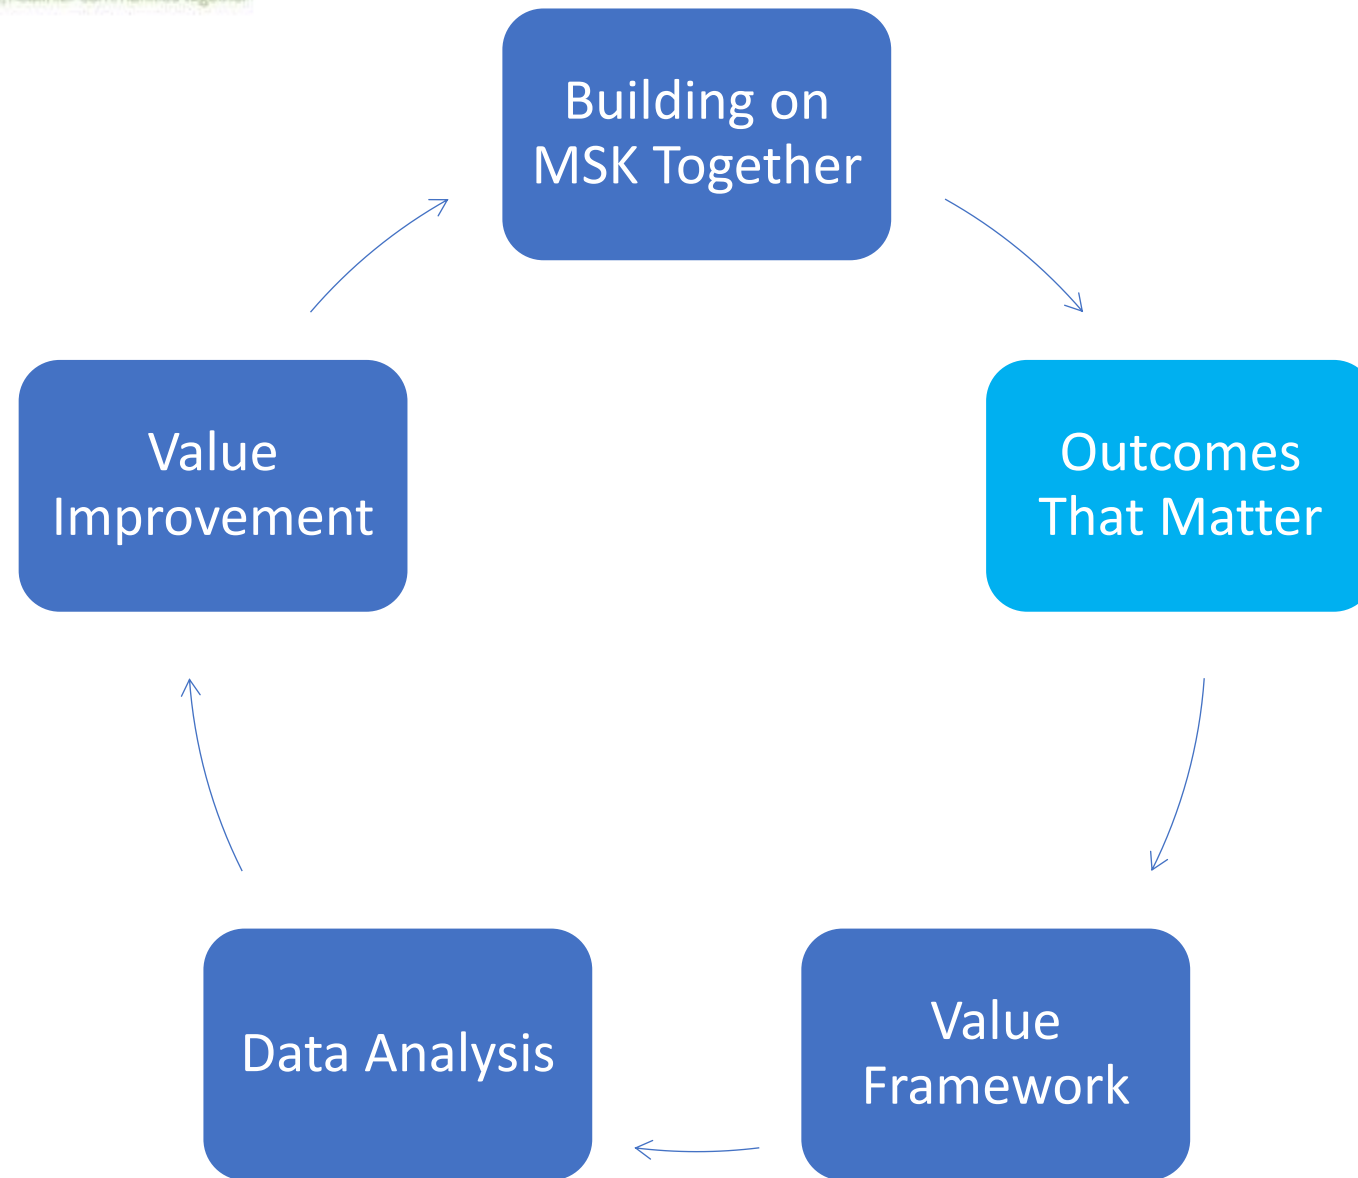 Building on
MSK Together
Outcomes
That Matter
Value
Framework
Data Analysis
Value
Improvement